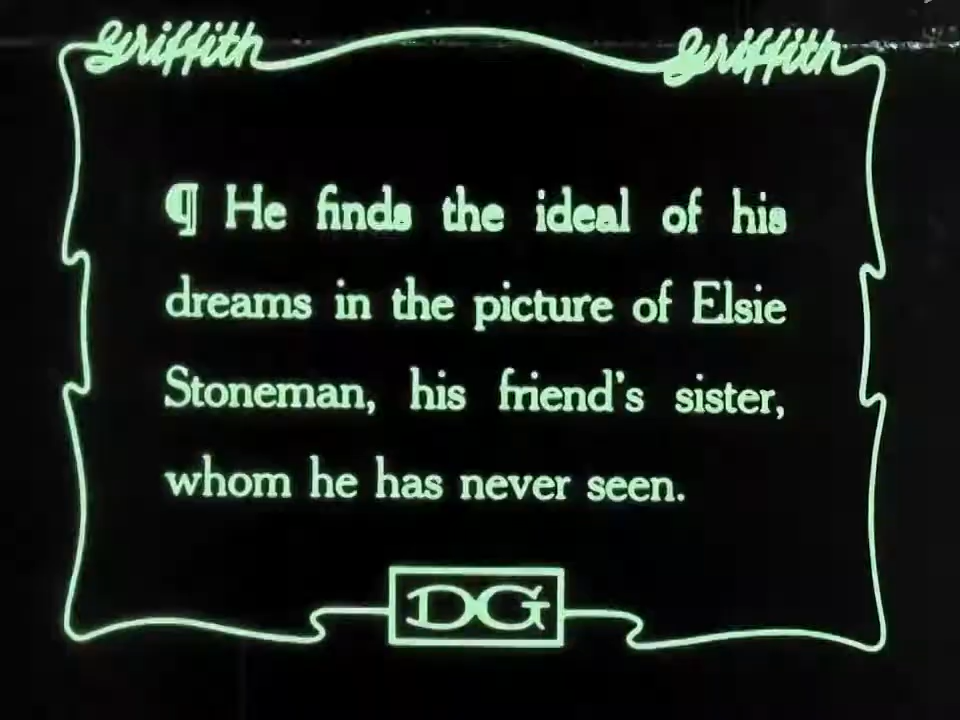 Griffith Griffith
¶ He finds the ideal of his
dreams in the picture of Elsie
Stoneman, his friend's sister,
whom he has never seen.
DG